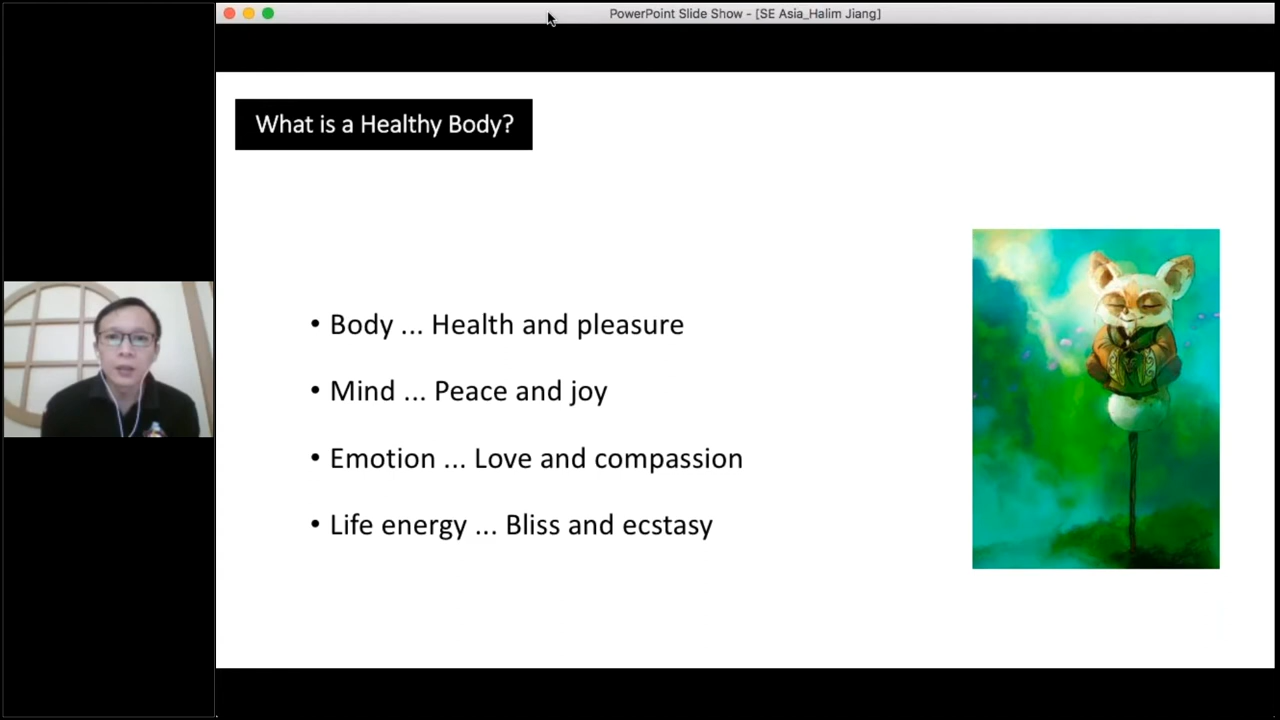 PowerPoint Slide Show - [SE Asia_Halim Jiang]
What is a Healthy Body?
• Body ... Health and pleasure
• Mind ... Peace and joy
• Emotion ... Love and compassion
• Life energy ... Bliss and ecstasy